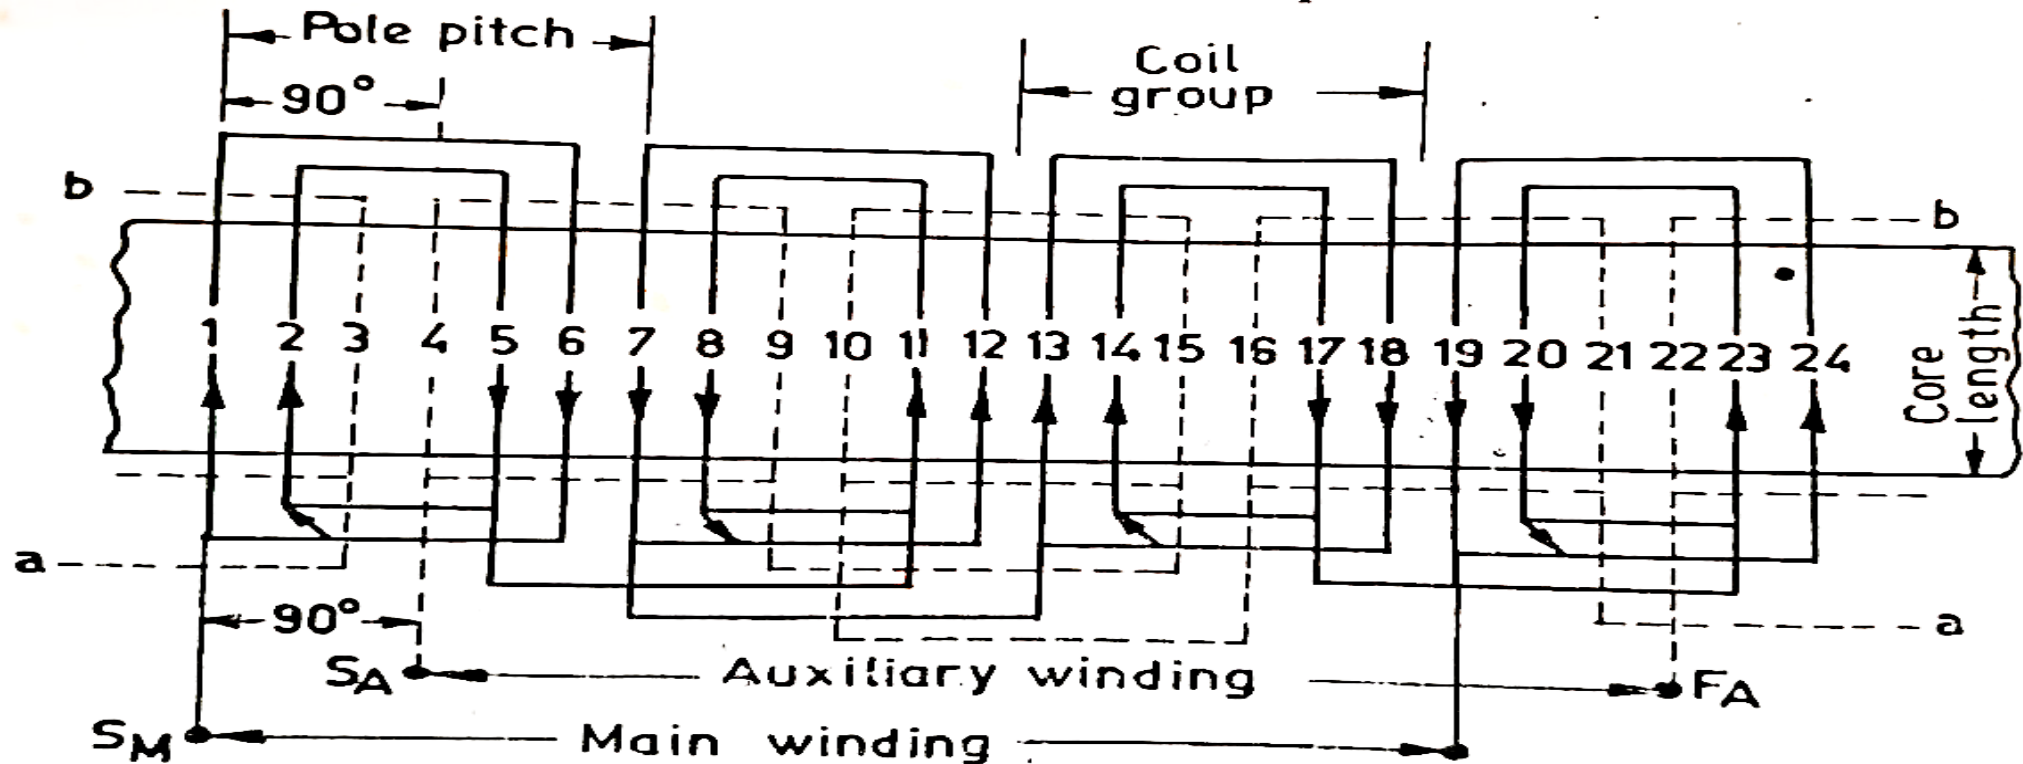 Pole pitch
90°
Coil
group
b
b
1 2 3 4 5 6 7 8 9 10 11 12 13 14 15 16 17 18 19 20 21 22 23 24
Core
length
a
90°
a
SA Auxiliary winding FA
SM Main winding